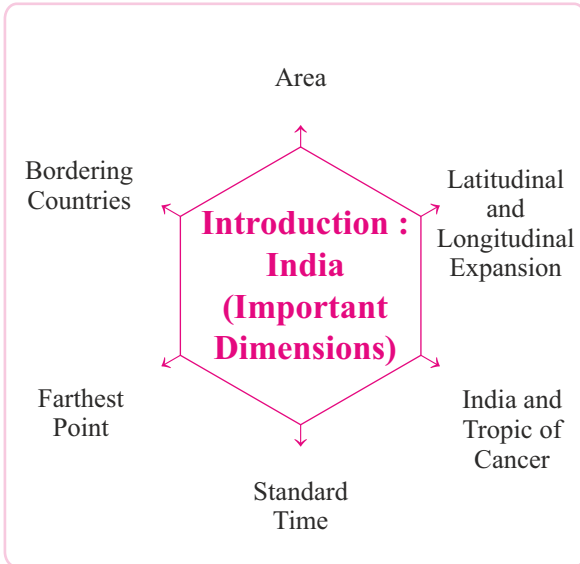 Area
Bordering
Countries
Latitudinal
and
Longitudinal
Expansion
Introduction :
India
(Important
Dimensions)
Farthest
Point
India and
Tropic of
Cancer
Standard
Time